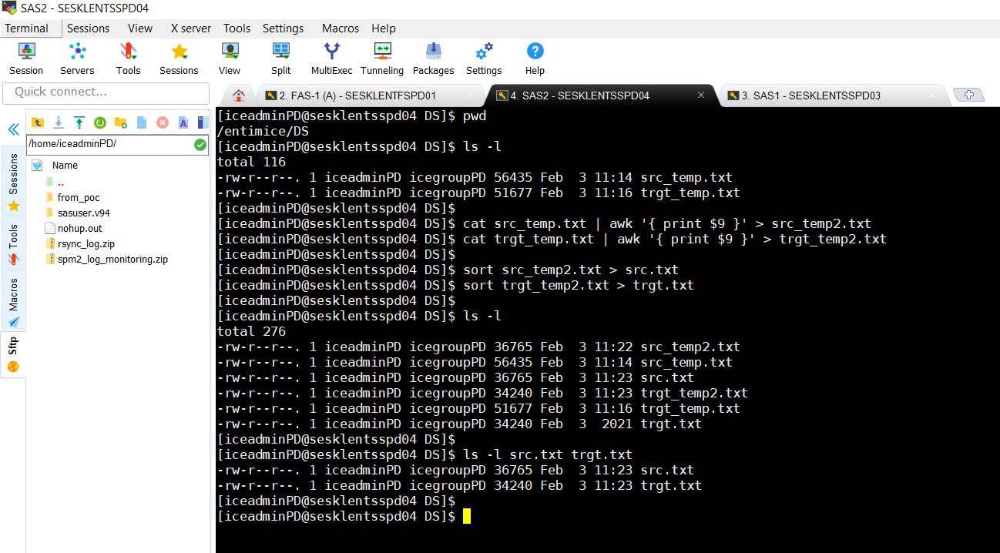 SAS2 - SESKLENTSSPD04
Terminal Sessions View X server Tools Settings Macros Help
Session Servers Tools Sessions View Split MultiExec Tunneling Packages Settings Help
Quick connect...
2. FAS-1 (A) - SESKLENTFSPD01
4. SAS2 - SESKLENTSSPD04
3. SAS1 - SESKLENTSSPD03
/home/iceadminPD/
Name
..
from_poc
sasuser.v94
nohup.out
rsync_log.zip
spm2_log_monitoring.zip
Sessions
Tools
Macros
Sftp
[iceadminPD@sesklentsspd04 DS]$ pwd
/entimice/DS
[iceadminPD@sesklentsspd04 DS]$ ls -l
total 116
-rw-r--r--. 1 iceadminPD icegroupPD 56435 Feb  3 11:14 src_temp.txt
-rw-r--r--. 1 iceadminPD icegroupPD 51677 Feb  3 11:16 trgt_temp.txt
[iceadminPD@sesklentsspd04 DS]$
[iceadminPD@sesklentsspd04 DS]$ cat src_temp.txt | awk '{ print $9 }' > src_temp2.txt
[iceadminPD@sesklentsspd04 DS]$ cat trgt_temp.txt | awk '{ print $9 }' > trgt_temp2.txt
[iceadminPD@sesklentsspd04 DS]$
[iceadminPD@sesklentsspd04 DS]$ sort src_temp2.txt > src.txt
[iceadminPD@sesklentsspd04 DS]$ sort trgt_temp2.txt > trgt.txt
[iceadminPD@sesklentsspd04 DS]$
[iceadminPD@sesklentsspd04 DS]$ ls -l
total 276
-rw-r--r--. 1 iceadminPD icegroupPD 36765 Feb  3 11:22 src_temp2.txt
-rw-r--r--. 1 iceadminPD icegroupPD 56435 Feb  3 11:14 src_temp.txt
-rw-r--r--. 1 iceadminPD icegroupPD 36765 Feb  3 11:23 src.txt
-rw-r--r--. 1 iceadminPD icegroupPD 34240 Feb  3 11:23 trgt_temp2.txt
-rw-r--r--. 1 iceadminPD icegroupPD 51677 Feb  3 11:16 trgt_temp.txt
-rw-r--r--. 1 iceadminPD icegroupPD 34240 Feb  3  2021 trgt.txt
[iceadminPD@sesklentsspd04 DS]$
[iceadminPD@sesklentsspd04 DS]$ ls -l src.txt trgt.txt
-rw-r--r--. 1 iceadminPD icegroupPD 36765 Feb  3 11:23 src.txt
-rw-r--r--. 1 iceadminPD icegroupPD 34240 Feb  3 11:23 trgt.txt
[iceadminPD@sesklentsspd04 DS]$
[iceadminPD@sesklentsspd04 DS]$